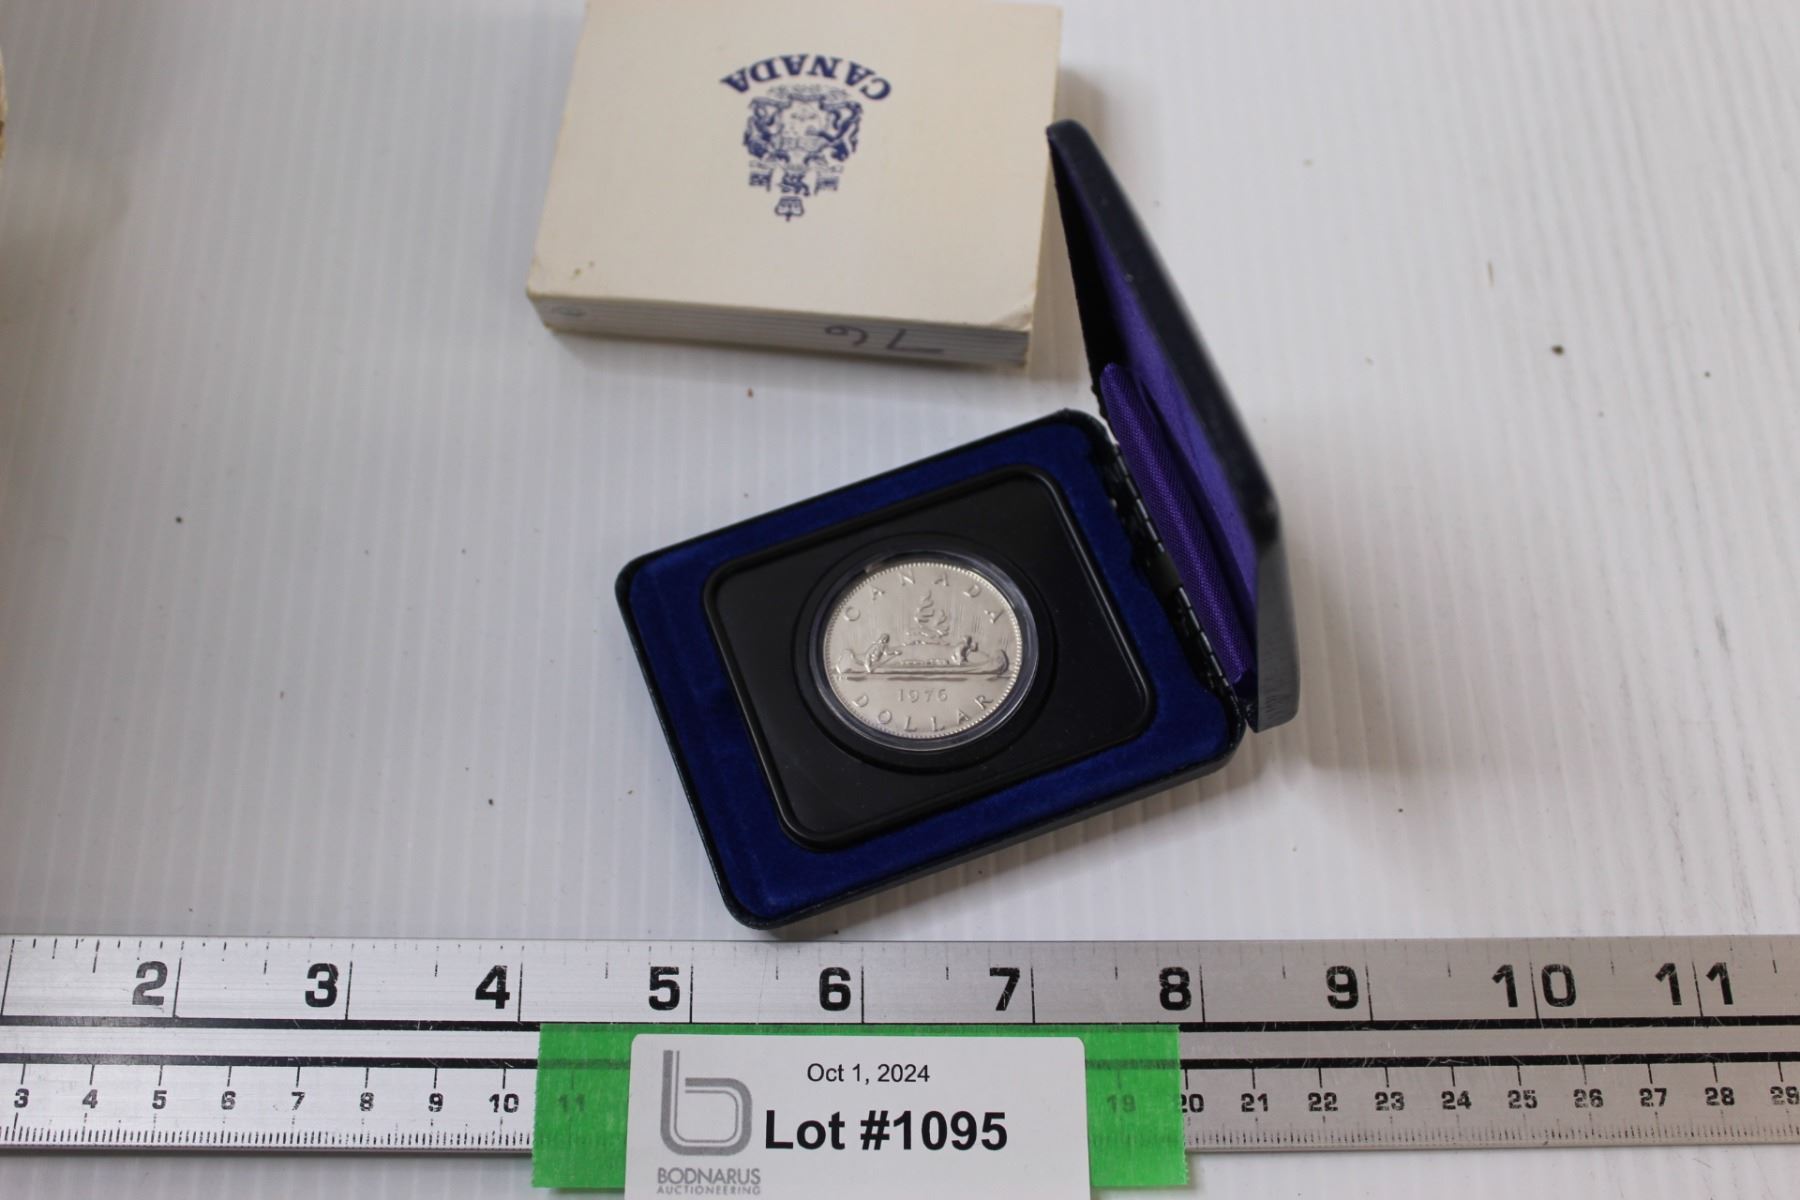 CANADA
76
CANADA
1976
DOLLAR
2 3 4 5 6 7 8 9 10 11
3 4 5 6 7 8 9 10 11 19 20 21 22 23 24 25 26 27 28 29
Oct 1, 2024
Lot #1095
BODNARUS
AUCTIONEERING